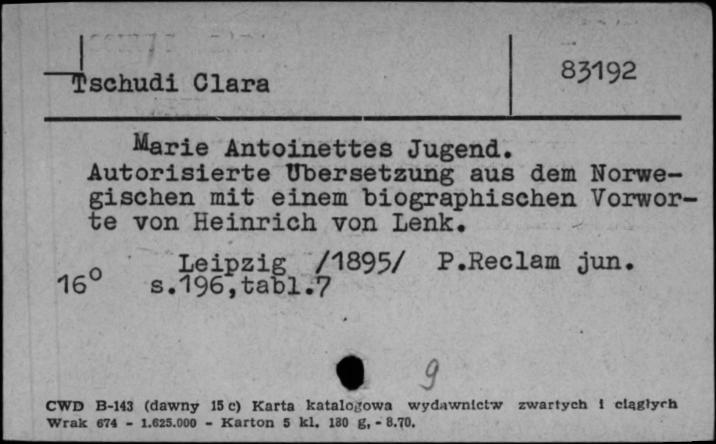 Tschudi Clara
83192
Marie Antoinettes Jugend.
Autorisierte Ubersetzung aus dem Norwe-
gischen mit einem biographischen Vorwor-
te von Heinrich von Lenk.
Leipzig /1895/ P.Reclam jun.
16° s.196,tabl.7
9
CWD B-143 (dawny 15 c) Karta katalogowa wydawnictw zwartych i ciągłych
Wrak 674 - 1.625.000 - Karton 5 kl. 180 g, - 8.70.